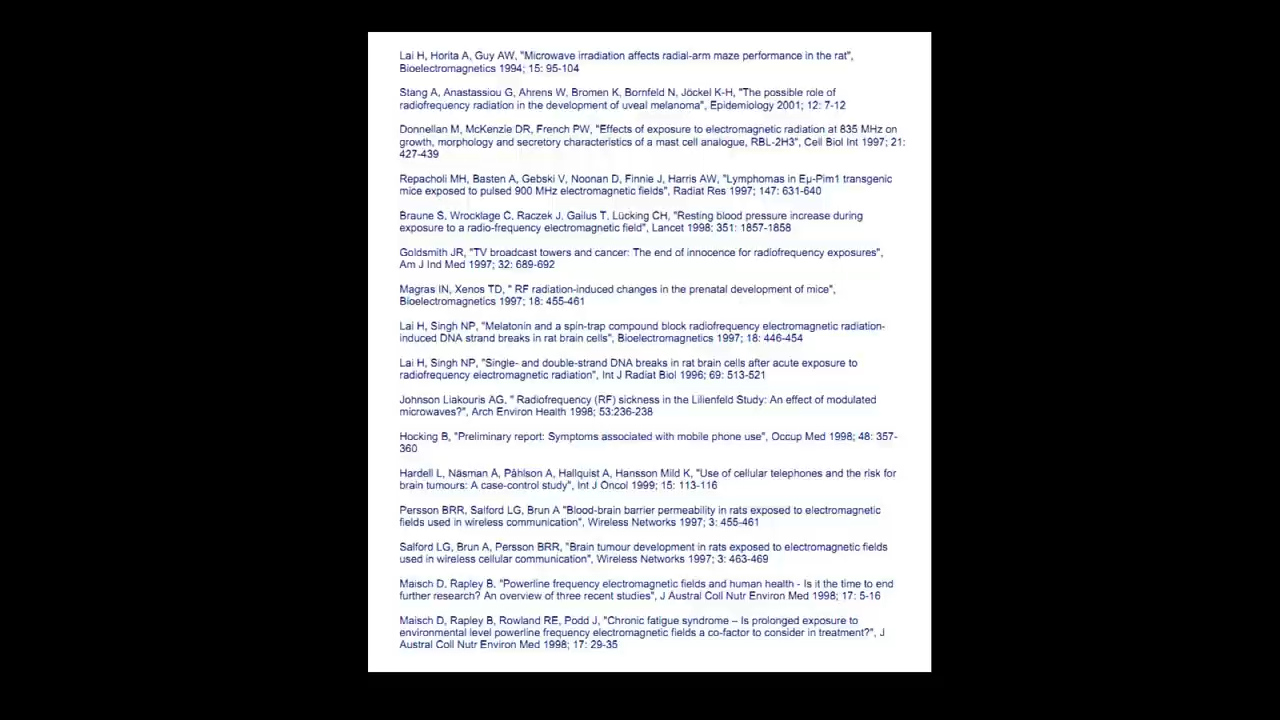 Lai H, Horita A, Guy AW, "Microwave irradiation affects radial-arm maze performance in the rat",
Bioelectromagnetics 1994; 15: 95-104
Stang A, Anastassiou G, Ahrens W, Bromen K, Bornfeld N, Jöckel K-H, "The possible role of
radiofrequency radiation in the development of uveal melanoma", Epidemiology 2001; 12: 7-12
Donnellan M, McKenzie DR, French PW, "Effects of exposure to electromagnetic radiation at 835 MHz on
growth, morphology and secretory characteristics of a mast cell analogue, RBL-2H3", Cell Biol Int 1997; 21:
427-439
Repacholi MH, Basten A, Gebski V, Noonan D, Finnie J, Harris AW, "Lymphomas in Eµ-Pim1 transgenic
mice exposed to pulsed 900 MHz electromagnetic fields", Radiat Res 1997; 147: 631-640
Braune S, Wrocklage C, Raczek J, Gailus T, Lücking CH, "Resting blood pressure increase during
exposure to a radio-frequency electromagnetic field", Lancet 1998; 351: 1857-1858
Goldsmith JR, "TV broadcast towers and cancer: The end of innocence for radiofrequency exposures",
Am J Ind Med 1997; 32: 689-692
Magras IN, Xenos TD, " RF radiation-induced changes in the prenatal development of mice",
Bioelectromagnetics 1997; 18: 455-461
Lai H, Singh NP, "Melatonin and a spin-trap compound block radiofrequency electromagnetic radiation-
induced DNA strand breaks in rat brain cells", Bioelectromagnetics 1997; 18: 446-454
Lai H, Singh NP, "Single- and double-strand DNA breaks in rat brain cells after acute exposure to
radiofrequency electromagnetic radiation", Int J Radiat Biol 1996; 69: 513-521
Johnson Liakouris AG, " Radiofrequency (RF) sickness in the Lilienfeld Study: An effect of modulated
microwaves?", Arch Environ Health 1998; 53:236-238
Hocking B, "Preliminary report: Symptoms associated with mobile phone use", Occup Med 1998; 48: 357-
360
Hardell L, Näsman A, Påhlson A, Hallquist A, Hansson Mild K, "Use of cellular telephones and the risk for
brain tumours: A case-control study", Int J Oncol 1999; 15: 113-116
Persson BRR, Salford LG, Brun A "Blood-brain barrier permeability in rats exposed to electromagnetic
fields used in wireless communication", Wireless Networks 1997; 3: 455-461
Salford LG, Brun A, Persson BRR, "Brain tumour development in rats exposed to electromagnetic fields
used in wireless cellular communication", Wireless Networks 1997; 3: 463-469
Maisch D, Rapley B, "Powerline frequency electromagnetic fields and human health - Is it the time to end
further research? An overview of three recent studies", J Austral Coll Nutr Environ Med 1998; 17: 5-16
Maisch D, Rapley B, Rowland RE, Podd J, "Chronic fatigue syndrome – Is prolonged exposure to
environmental level powerline frequency electromagnetic fields a co-factor to consider in treatment?", J
Austral Coll Nutr Environ Med 1998; 17: 29-35